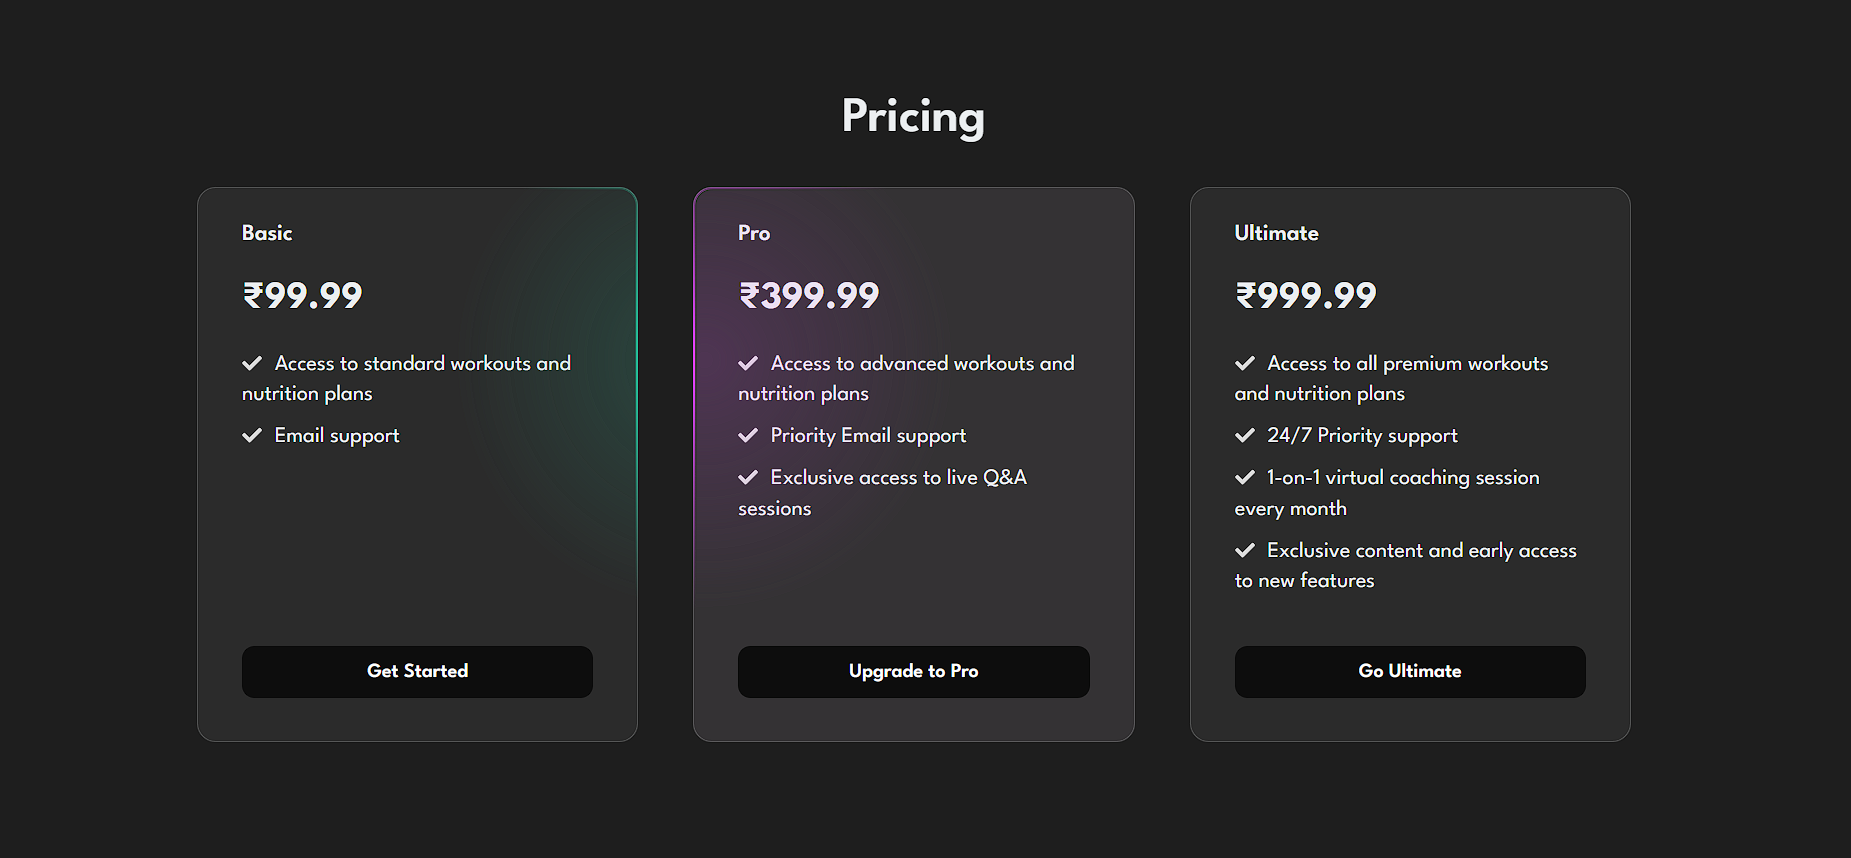 Pricing
Basic
₹99.99
Access to standard workouts and
nutrition plans
Email support
Get Started
Pro
₹399.99
Access to advanced workouts and
nutrition plans
Priority Email support
Exclusive access to live Q&A
sessions
Upgrade to Pro
Ultimate
₹999.99
Access to all premium workouts
and nutrition plans
24/7 Priority support
1-on-1 virtual coaching session
every month
Exclusive content and early access
to new features
Go Ultimate